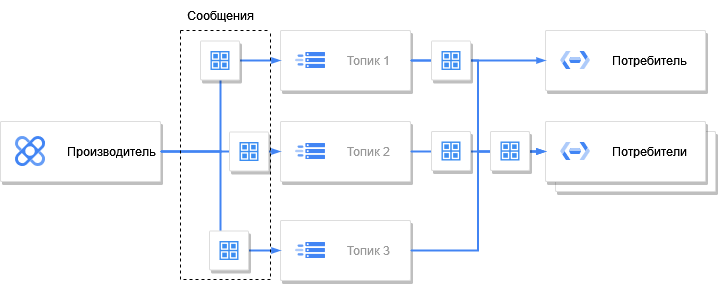 Сообщения
Топик 1
Потребитель
Производитель
Топик 2
Потребители
Топик 3